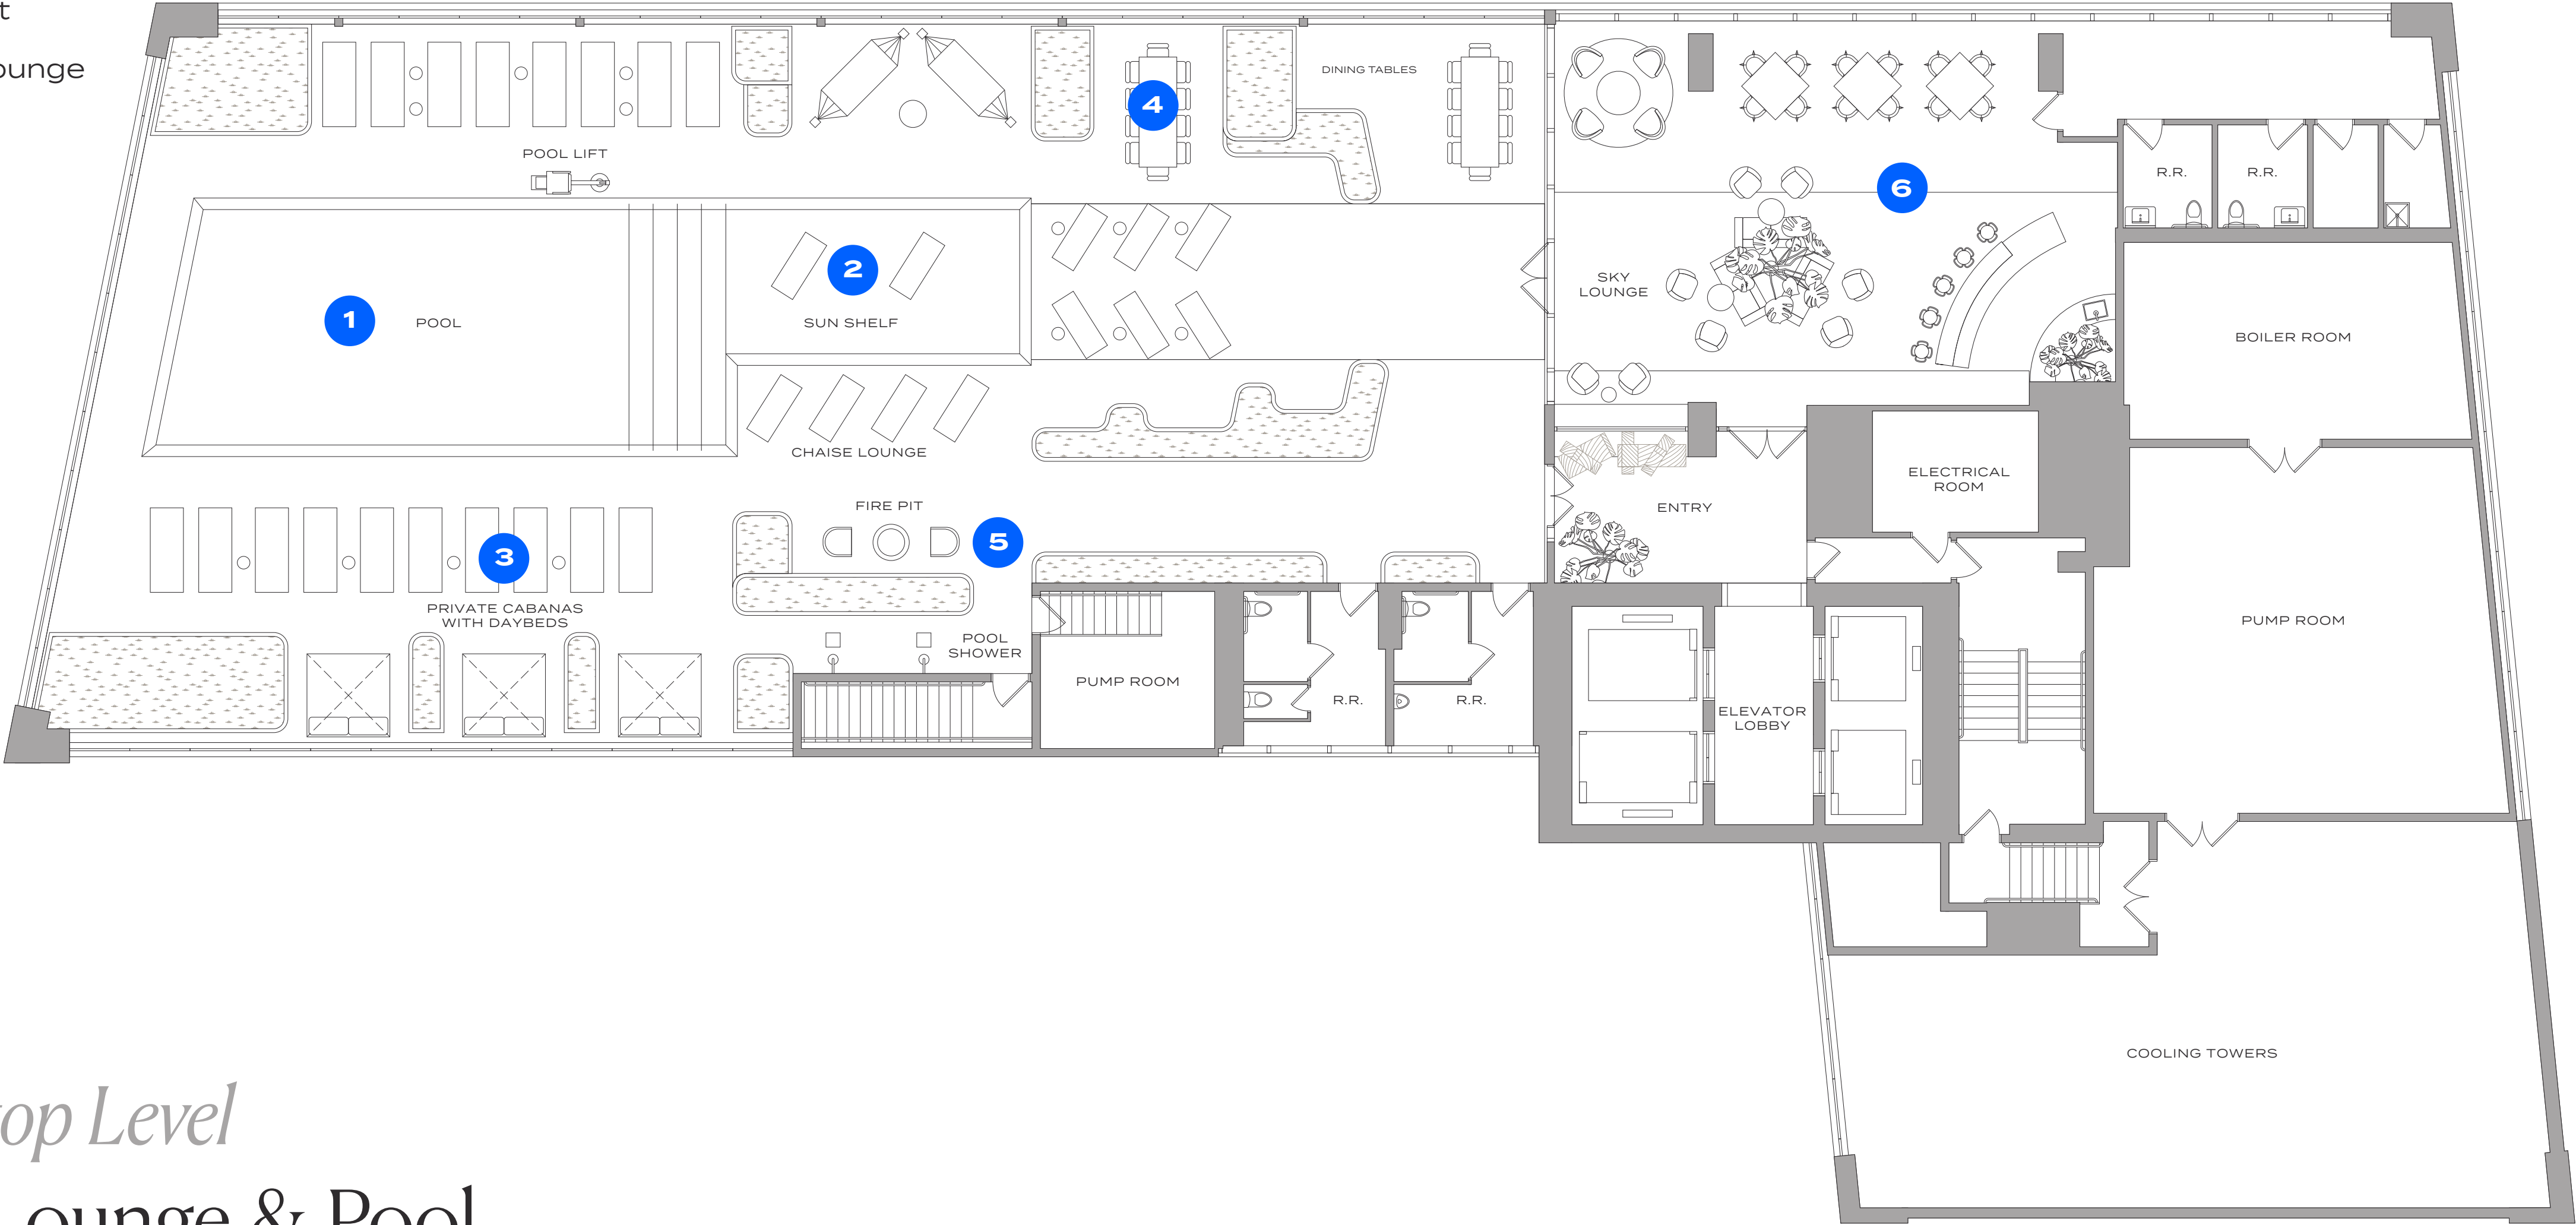 t
ounge
DINING TABLES
4
POOL LIFT
R.R.
R.R.
6
2
SKY
LOUNGE
1
POOL
SUN SHELF
BOILER ROOM
CHAISE LOUNGE
ELECTRICAL
ROOM
FIRE PIT
ENTRY
5
3
PRIVATE CABANAS
WITH DAYBEDS
PUMP ROOM
POOL
SHOWER
PUMP ROOM
R.R.
R.R.
ELEVATOR
LOBBY
COOLING TOWERS
op Level
ounge & Pool